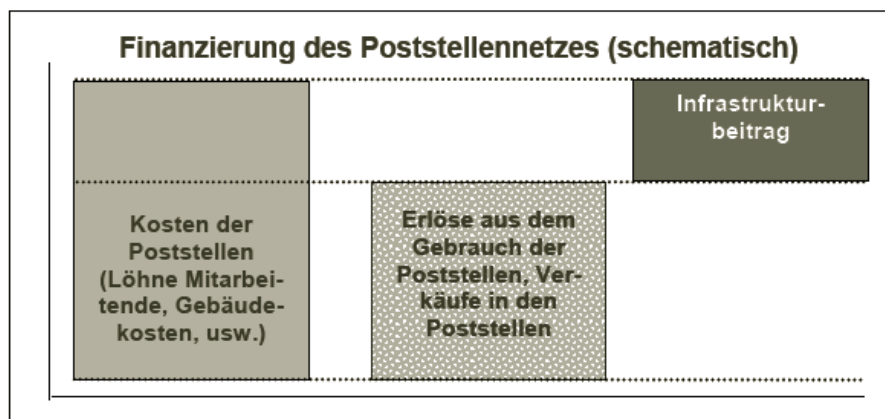 Finanzierung des Poststellennetzes (schematisch)
Infrastruktur-
beitrag
Kosten der
Poststellen
(Löhne Mitarbei-
tende, Gebäude-
kosten, usw.)
Erlöse aus dem
Gebrauch der
Poststellen, Ver-
käufe in den
Poststellen